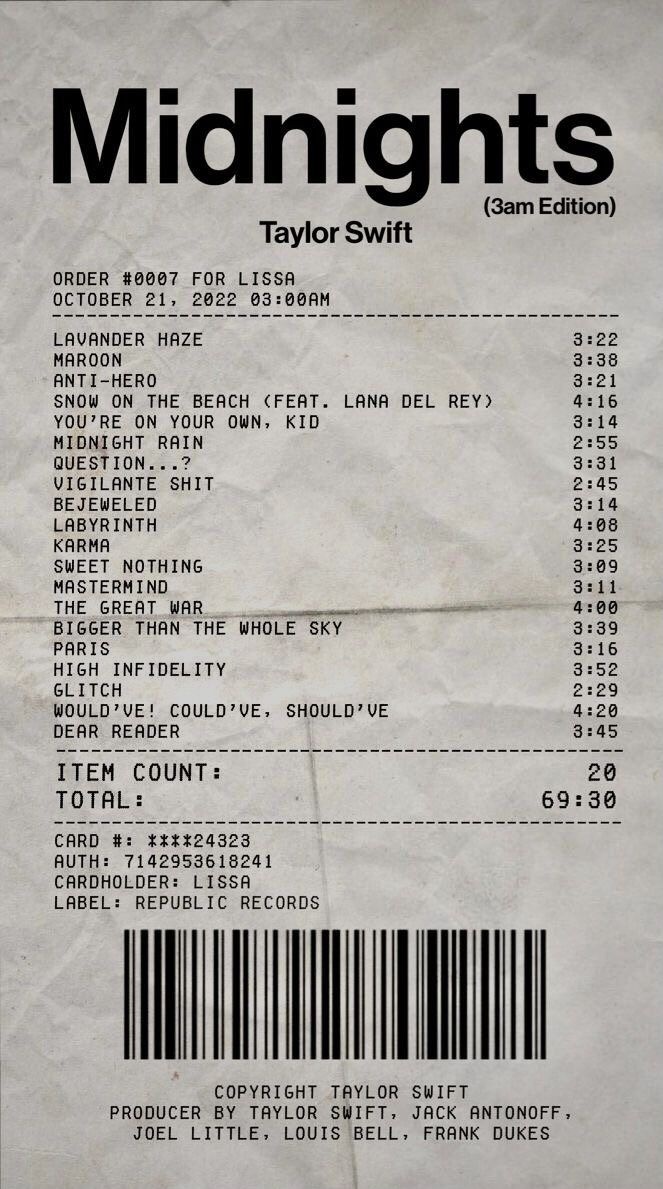 Midnights
(3am Edition)
Taylor Swift
ORDER #0007 FOR LISSA
OCTOBER 21, 2022 03:00AM
LAVANDER HAZE 3:22
MAROON 3:38
ANTI-HERO 3:21
SNOW ON THE BEACH (FEAT. LANA DEL REY) 4:16
YOU'RE ON YOUR OWN, KID 3:14
MIDNIGHT RAIN 2:55
QUESTION...? 3:31
VIGILANTE SHIT 2:45
BEJEWELED 3:14
LABYRINTH 4:08
KARMA 3:25
SWEET NOTHING 3:09
MASTERMIND 3:11
THE GREAT WAR 4:00
BIGGER THAN THE WHOLE SKY 3:39
PARIS 3:16
HIGH INFIDELITY 3:52
GLITCH 2:29
WOULD'VE! COULD'VE, SHOULD'VE 4:20
DEAR READER 3:45
ITEM COUNT: 20
TOTAL: 69:30
CARD #: ****24323
AUTH: 7142953618241
CARDHOLDER: LISSA
LABEL: REPUBLIC RECORDS
COPYRIGHT TAYLOR SWIFT
PRODUCER BY TAYLOR SWIFT, JACK ANTONOFF,
JOEL LITTLE, LOUIS BELL, FRANK DUKES